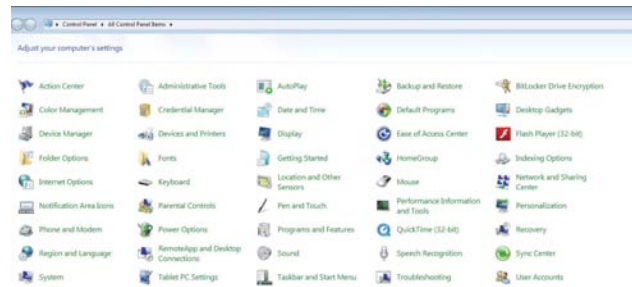 Control Panel ▸ All Control Panel Items ▸
Adjust your computer's settings
Action Center Administrative Tools AutoPlay Backup and Restore BitLocker Drive Encryption
Color Management Credential Manager Date and Time Default Programs Desktop Gadgets
Device Manager Devices and Printers Display Ease of Access Center Flash Player (32-bit)
Folder Options Fonts Getting Started HomeGroup Indexing Options
Internet Options Keyboard Location and Other Sensors Mouse Network and Sharing Center
Notification Area Icons Parental Controls Pen and Touch Performance Information and Tools Personalization
Phone and Modem Power Options Programs and Features QuickTime (32-bit) Recovery
Region and Language RemoteApp and Desktop Connections Sound Speech Recognition Sync Center
System Tablet PC Settings Taskbar and Start Menu Troubleshooting User Accounts